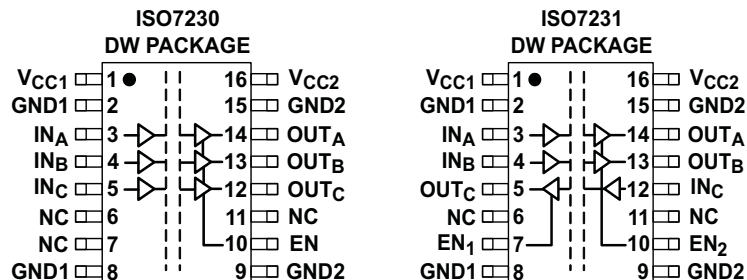 ISO7230
DW PACKAGE
VCC1 1 16 VCC2
GND1 2 15 GND2
INA 3 14 OUTA
INB 4 13 OUTB
INC 5 12 OUTC
NC 6 11 NC
NC 7 10 EN
GND1 8 9 GND2
ISO7231
DW PACKAGE
VCC1 1 16 VCC2
GND1 2 15 GND2
INA 3 14 OUTA
INB 4 13 OUTB
OUTC 5 12 INC
NC 6 11 NC
EN1 7 10 EN2
GND1 8 9 GND2